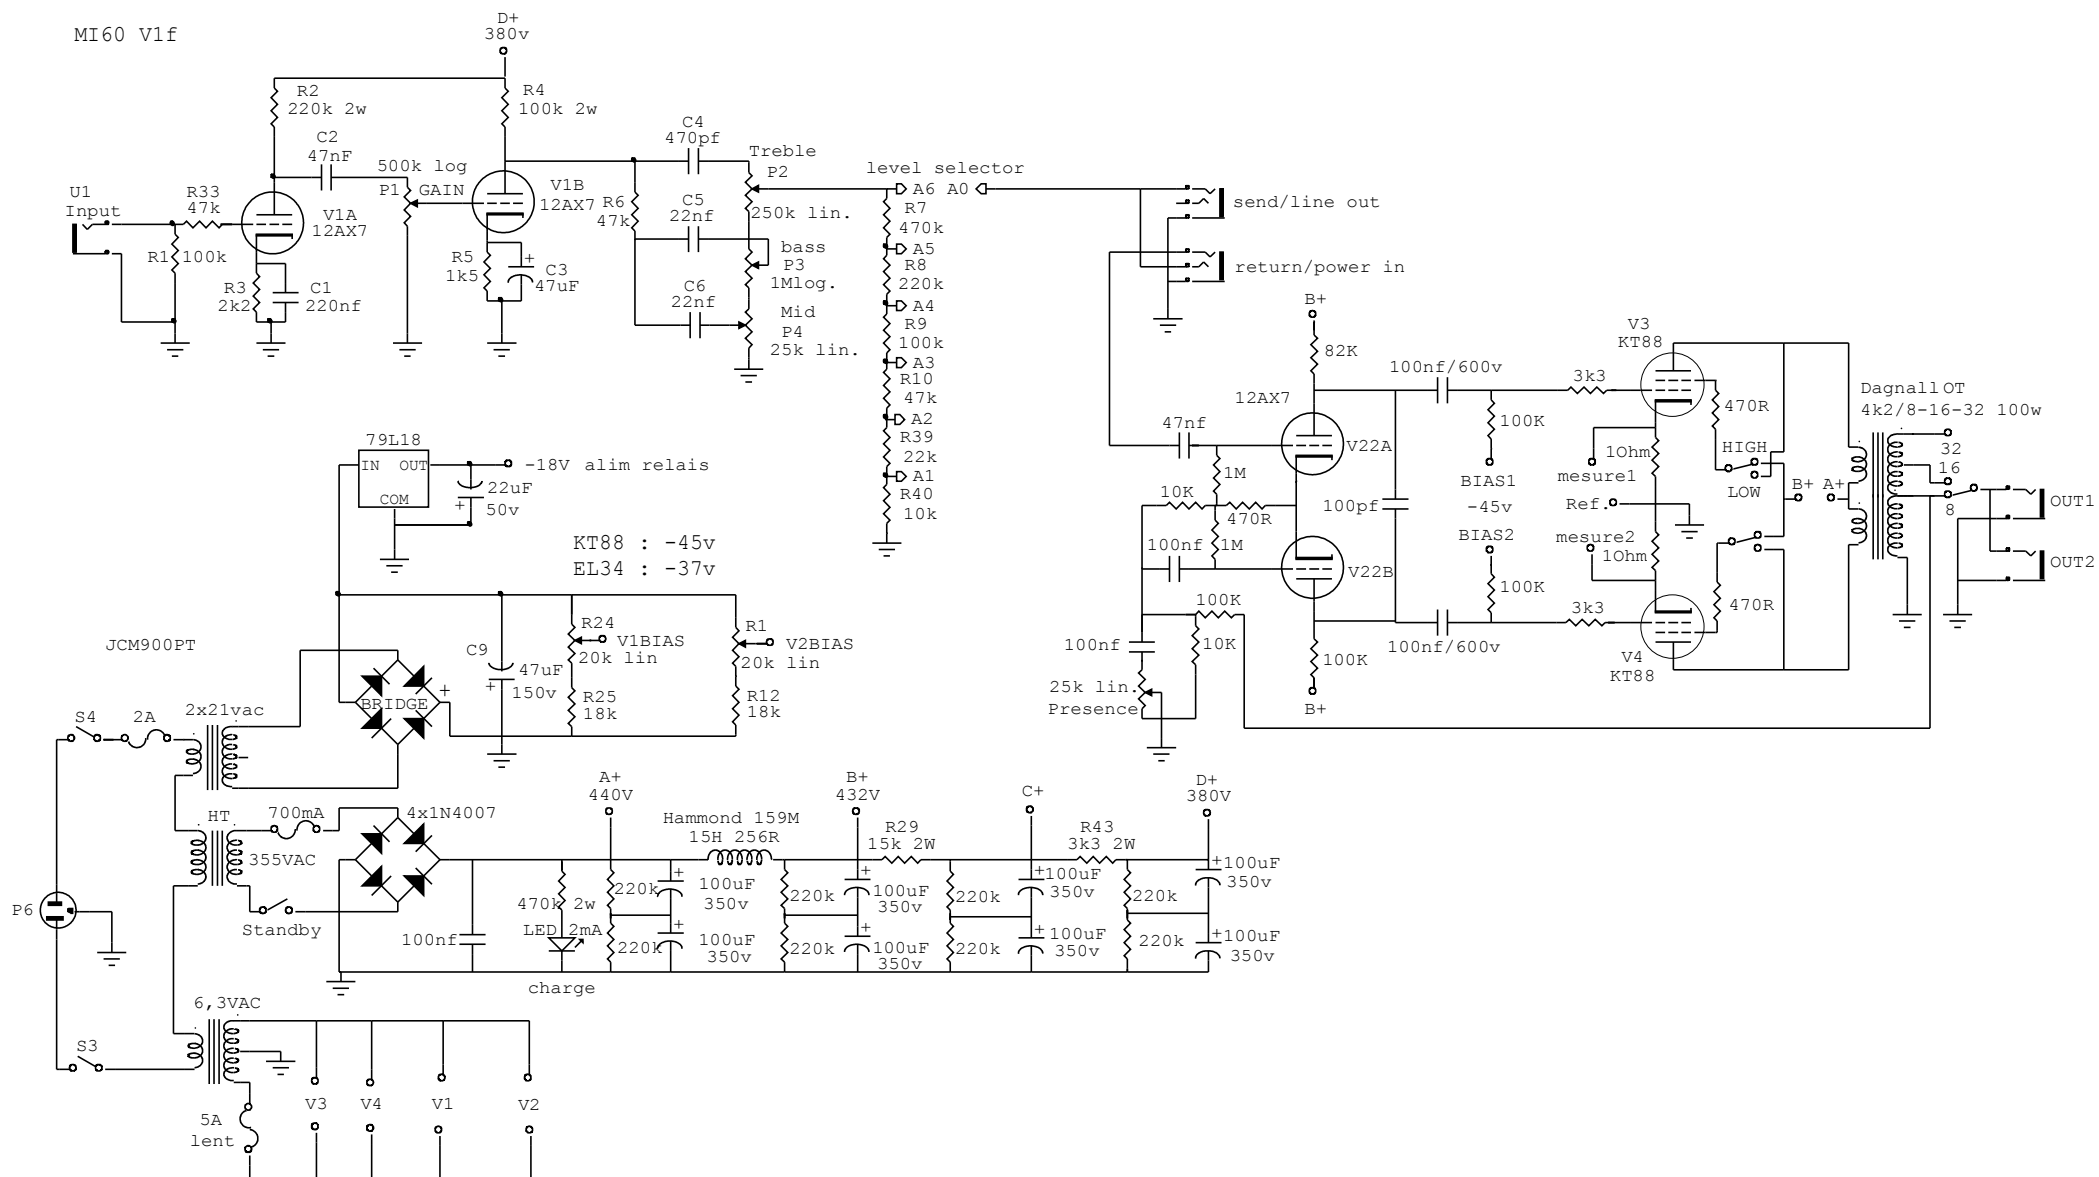 MI60 V1f
D+
380v
R2
220k 2w
R4
100k 2w
C2
47nF
500k log
P1 GAIN
U1
Input
R33
47k
V1A
12AX7
R1 100k
R3
2k2
C1
220nf
V1B
12AX7
R5
1k5
+
C3
47uF
R6
47k
C4
470pf
C5
22nf
C6
22nf
Treble
P2
250k lin.
bass
P3
1Mlog.
Mid
P4
25k lin.
level selector
A6 A0
R7
470k
A5
R8
220k
A4
R9
100k
A3
R10
47k
A2
R39
22k
A1
R40
10k
send/line out
return/power in
B+
82K
12AX7
47nf
V22A
1M
10K
470R
100nf
1M
V22B
100K
10K
100nf
25k lin.
Presence
100K
B+
100pf
100nf/600v
100nf/600v
100K
BIAS1
-45v
BIAS2
100K
3k3
3k3
V3
KT88
V4
KT88
1Ohm
mesure1
Ref.
mesure2
1Ohm
470R
HIGH
LOW
470R
B+ A+
Dagnall OT
4k2/8-16-32 100w
32
16
8
OUT1
OUT2
79L18
IN OUT
COM
-18V alim relais
22uF
+
50v
KT88 : -45v
EL34 : -37v
JCM900PT
S4
2A
2x21vac
BRIDGE
+
C9
47uF
+
150v
R24
V1BIAS
20k lin
R25
18k
R1
V2BIAS
20k lin
R12
18k
HT
700mA
355VAC
Standby
4x1N4007
P6
100nf
470k 2w
LED 2mA
charge
A+
440V
220k
220k
+
100uF
350v
+
100uF
350v
Hammond 159M
15H 256R
B+
432V
220k
220k
+
100uF
350v
+
100uF
350v
R29
15k 2W
C+
220k
220k
+
100uF
350v
+
100uF
350v
R43
3k3 2W
D+
380V
220k
220k
+100uF
350v
+100uF
350v
6,3VAC
S3
5A
lent
V3
V4
V1
V2